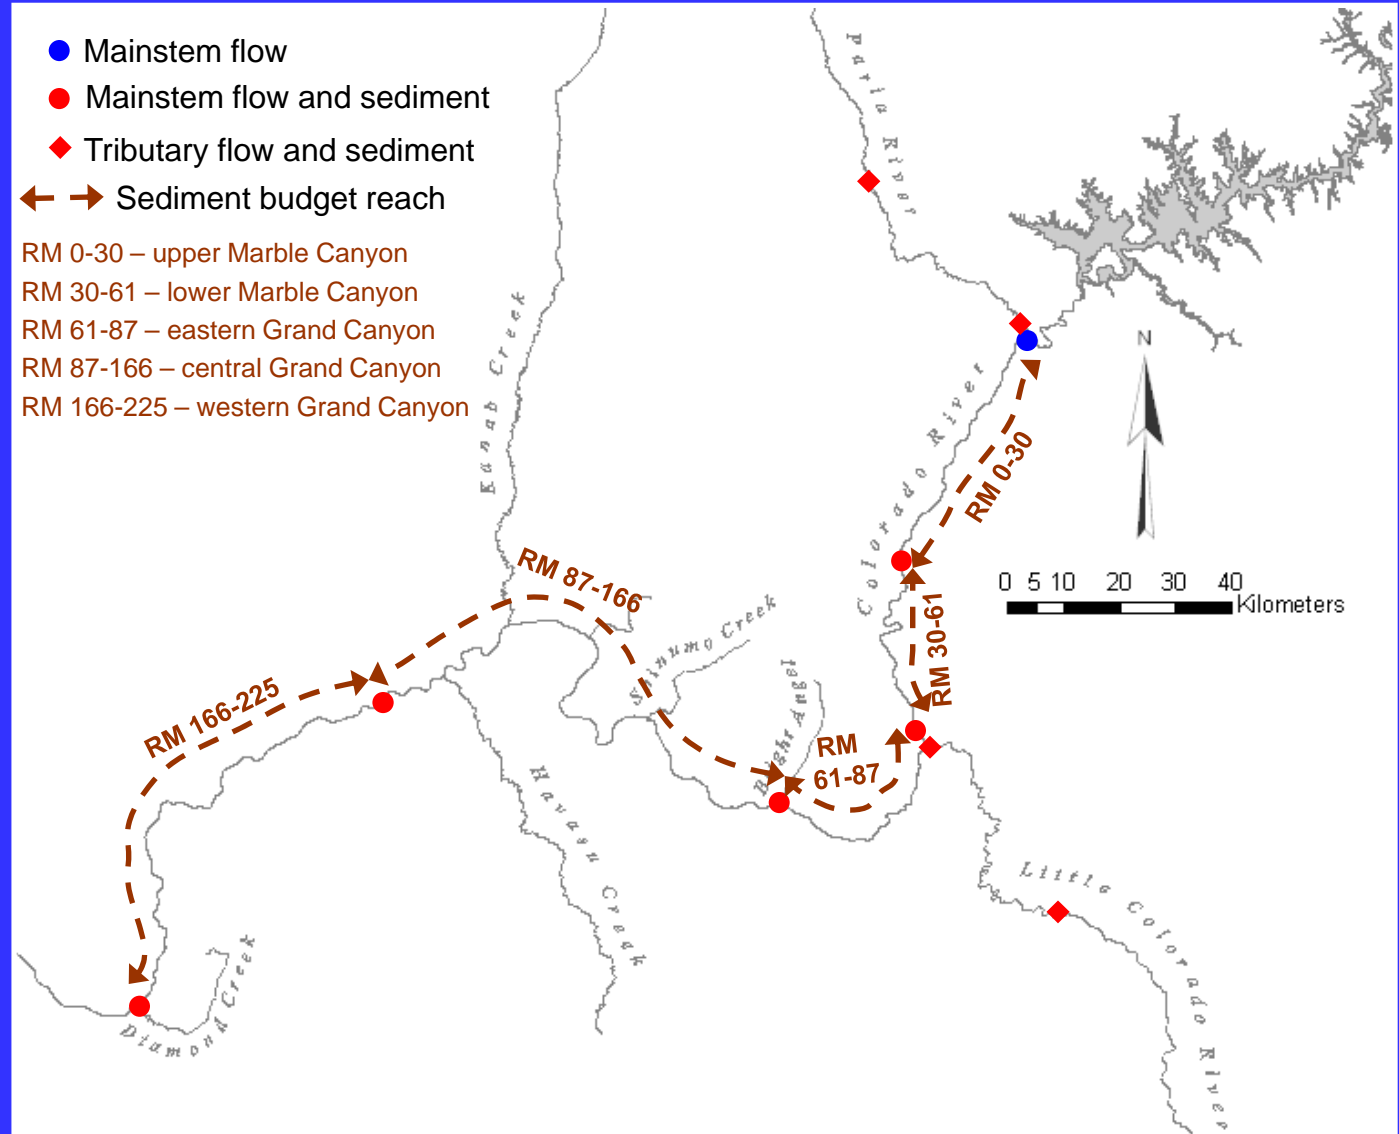 Mainstem flow
Mainstem flow and sediment
Tributary flow and sediment
Sediment budget reach
RM 0-30 – upper Marble Canyon
RM 30-61 – lower Marble Canyon
RM 61-87 – eastern Grand Canyon
RM 87-166 – central Grand Canyon
RM 166-225 – western Grand Canyon
Paria River
Kanab Creek
Colorado River
N
RM 0-30
0 5 10 20 30 40
Kilometers
RM 87-166
RM 30-61
Shinumo Creek
Bright Angel
RM 166-225
RM
61-87
Havasu Creek
Little Colorado River
Diamond Creek